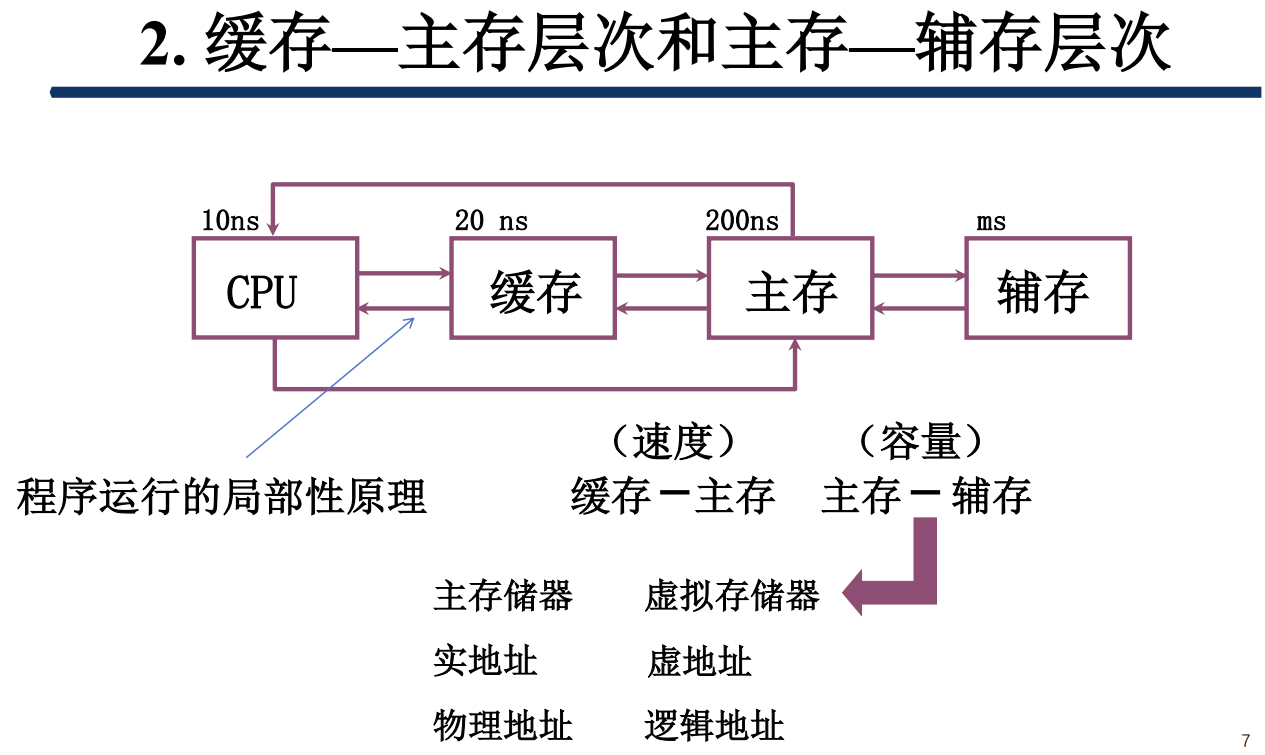 2. 缓存—主存层次和主存—辅存层次
10ns 20 ns 200ns ms
CPU 缓存 主存 辅存
（速度） （容量）
程序运行的局部性原理 缓存－主存 主存－辅存
主存储器 虚拟存储器
实地址 虚地址
物理地址 逻辑地址
7